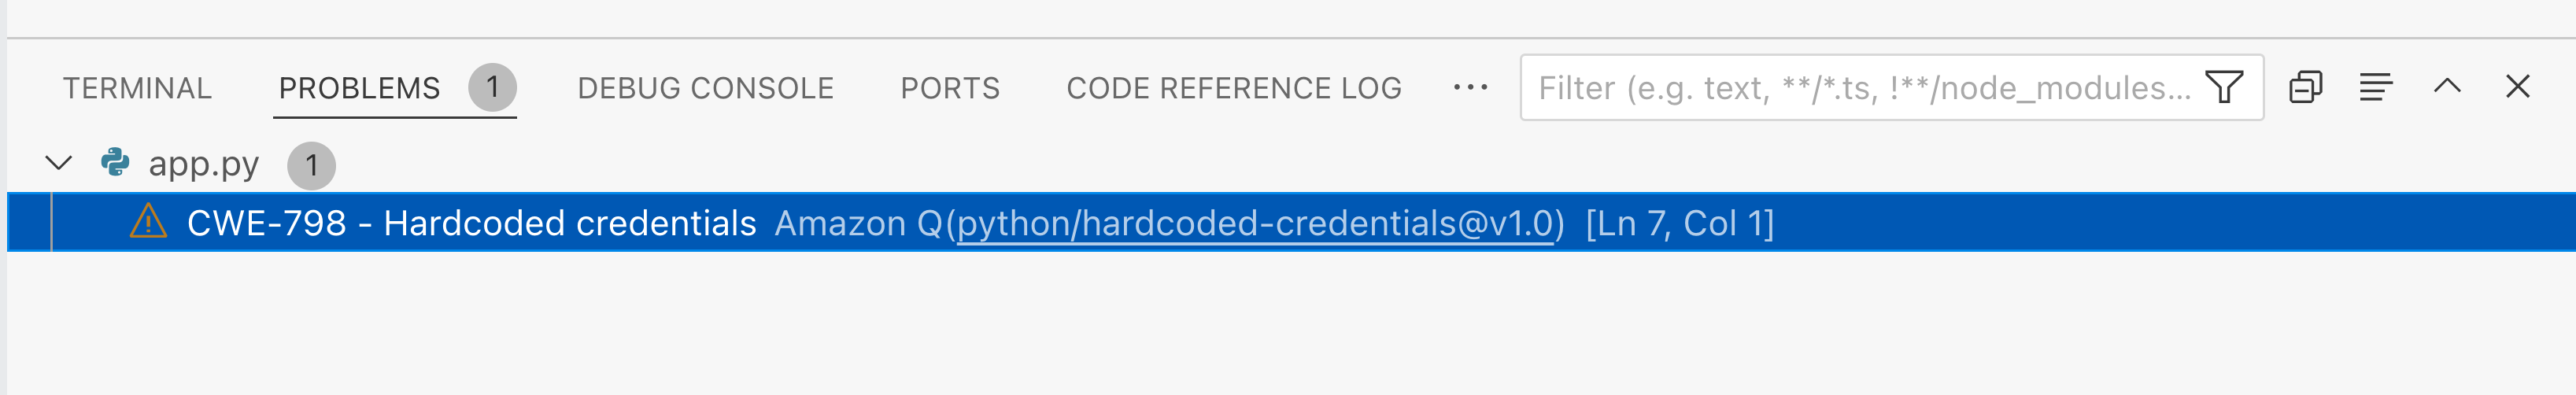 TERMINAL PROBLEMS 1 DEBUG CONSOLE PORTS CODE REFERENCE LOG ... Filter (e.g. text, **/*.ts, !**/node_modules...
app.py 1
CWE-798 - Hardcoded credentials Amazon Q(python/hardcoded-credentials@v1.0) [Ln 7, Col 1]